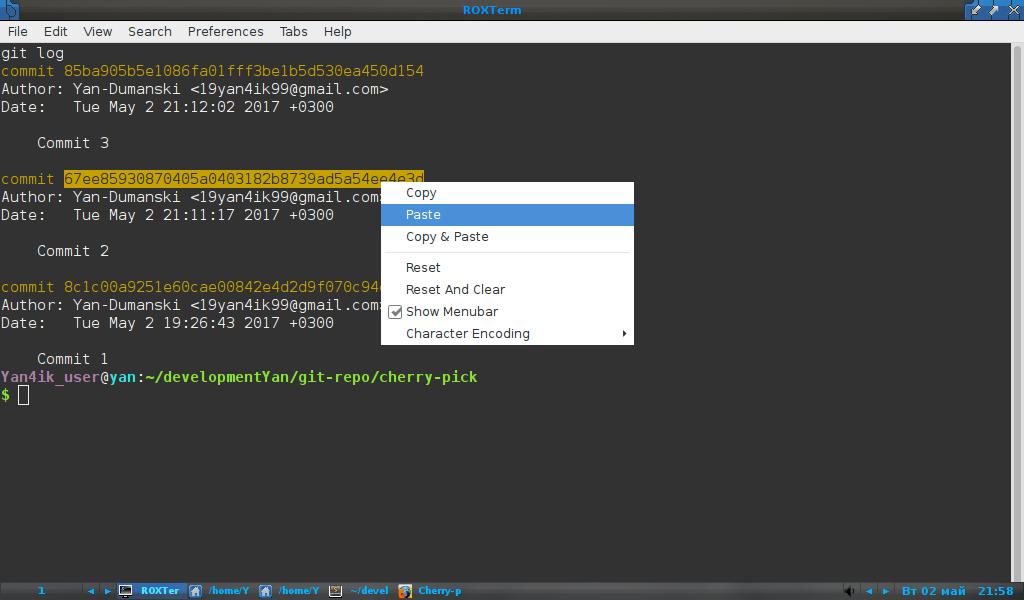 ROXTerm
File Edit View Search Preferences Tabs Help
git log
commit 85ba905b5e1086fa01fff3be1b5d530ea450d154
Author: Yan-Dumanski <19yan4ik99@gmail.com>
Date:   Tue May 2 21:12:02 2017 +0300
Commit 3
commit 67ee85930870405a0403182b8739ad5a54ee4e3d
Author: Yan-Dumanski <19yan4ik99@gmail.com>
Date:   Tue May 2 21:11:17 2017 +0300
Commit 2
commit 8c1c00a9251e60cae00842e4d2d9f070c94
Author: Yan-Dumanski <19yan4ik99@gmail.com
Date:   Tue May 2 19:26:43 2017 +0300
Commit 1
Yan4ik_user@yan:~/developmentYan/git-repo/cherry-pick
$
Copy
Paste
Copy & Paste
Reset
Reset And Clear
Show Menubar
Character Encoding
1 ROXTer /home/Y /home/Y ~/devel Cherry-p Вт 02 май 21:58